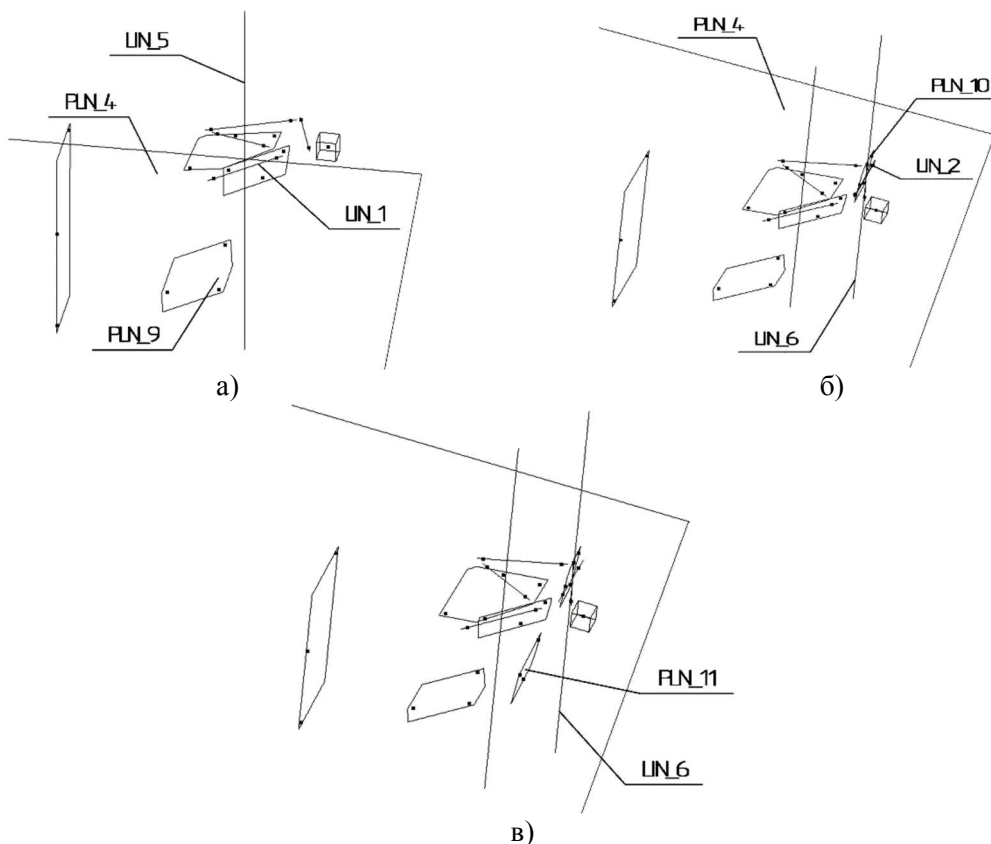 LIN_5
PLN_4
LIN_1
PLN_9
а)
PLN_4
PLN_10
LIN_2
LIN_6
б)
PLN_11
LIN_6
в)